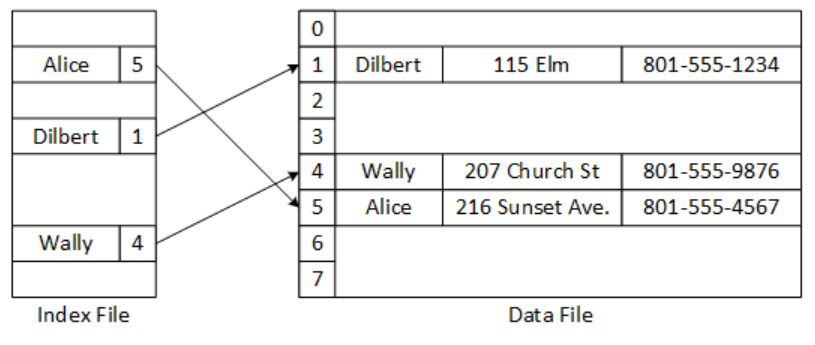 0
Alice 5 1 Dilbert 115 Elm 801-555-1234
2
Dilbert 1 3
4 Wally 207 Church St 801-555-9876
5 Alice 216 Sunset Ave. 801-555-4567
Wally 4 6
7
Index File Data File